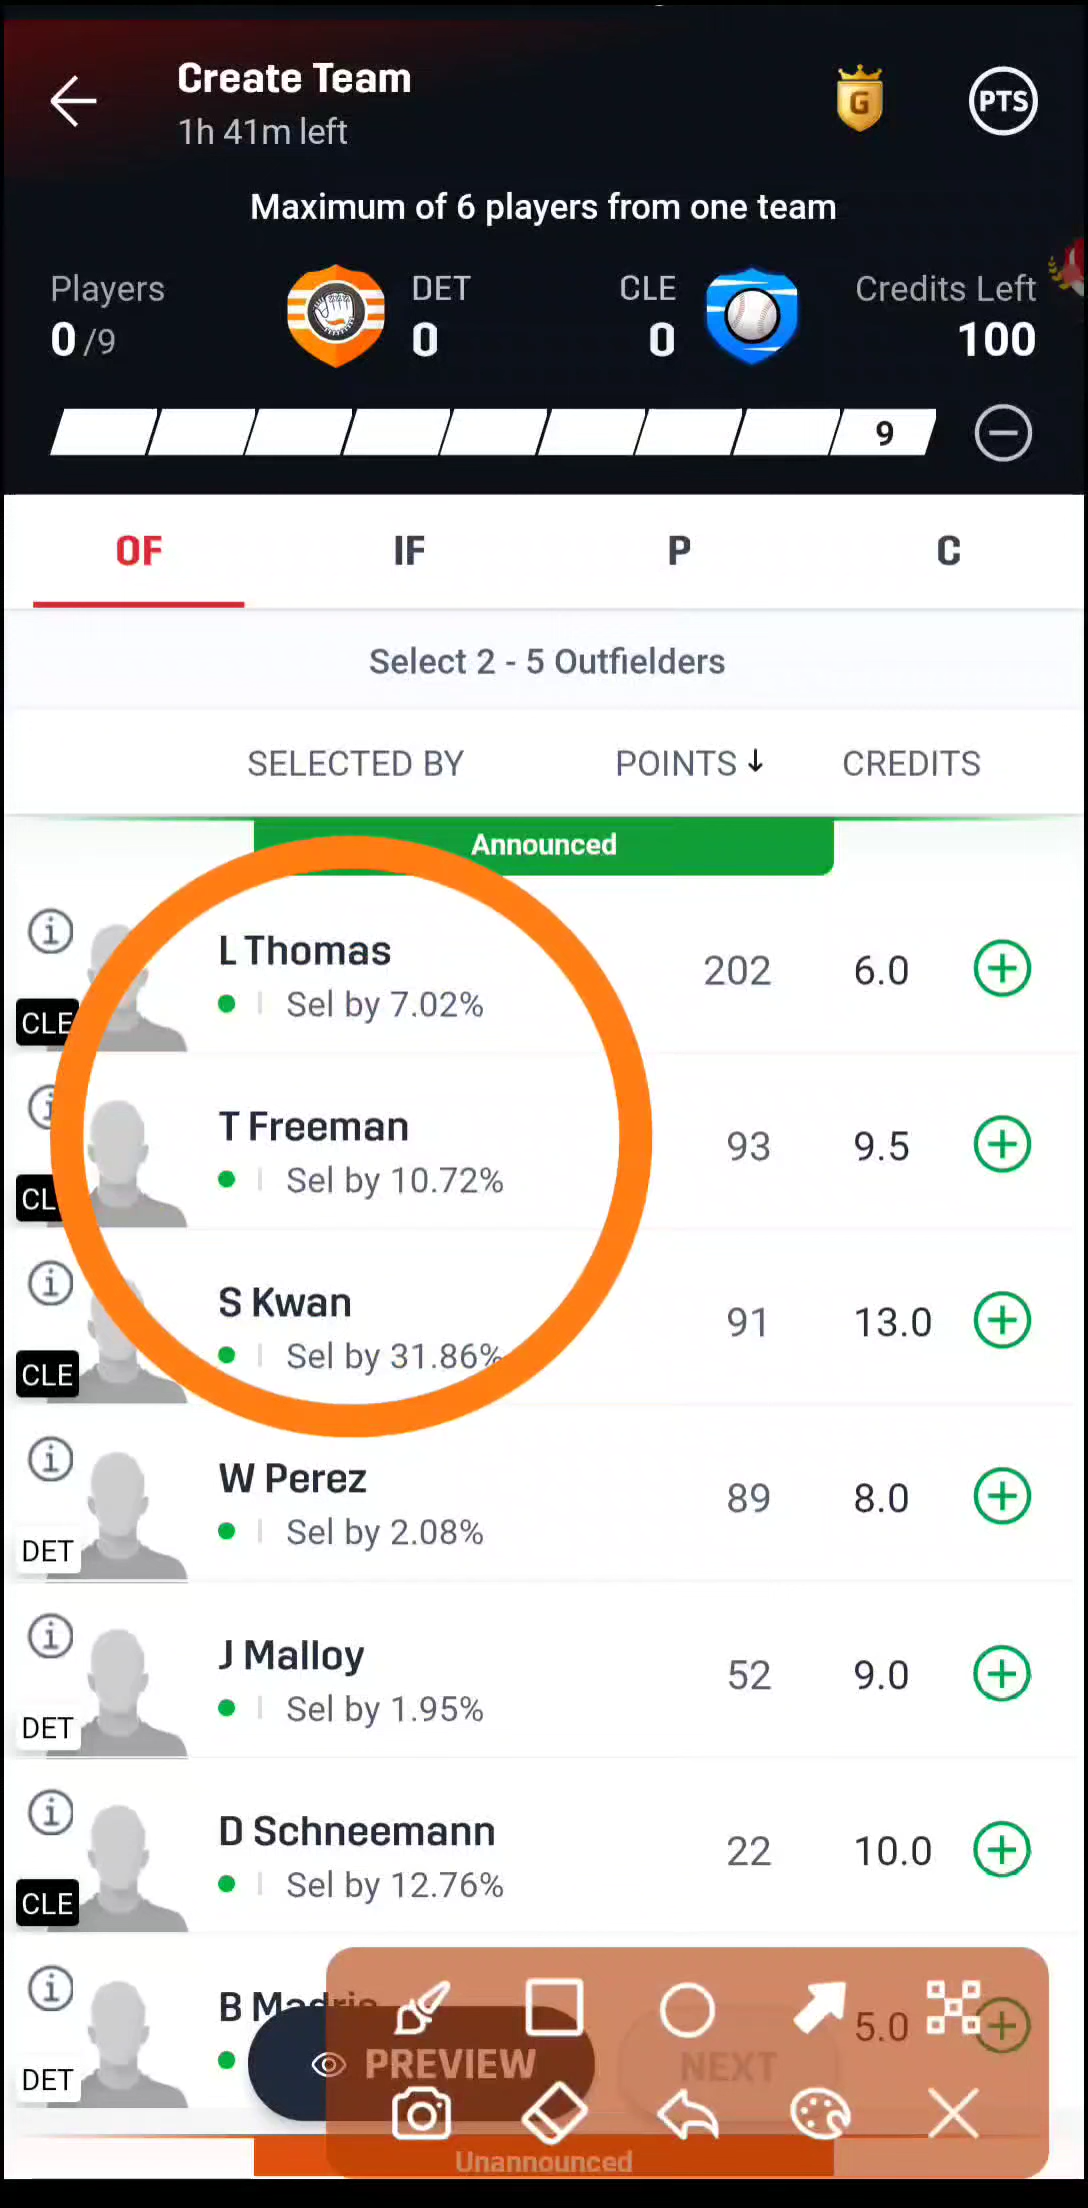 Create Team
1h 41m left
G
PTS
Maximum of 6 players from one team
Players
0/9
DET
0
CLE
0
Credits Left
100
9
OF IF P C
Select 2 - 5 Outfielders
SELECTED BY POINTS ↓ CREDITS
Announced
L Thomas
Sel by 7.02%
202 6.0
CLE
T Freeman
Sel by 10.72%
93 9.5
CL
S Kwan
Sel by 31.86%
91 13.0
CLE
W Perez
Sel by 2.08%
89 8.0
DET
J Malloy
Sel by 1.95%
52 9.0
DET
D Schneemann
Sel by 12.76%
22 10.0
CLE
B
5.0
DET
PREVIEW
NEXT
Unannounced